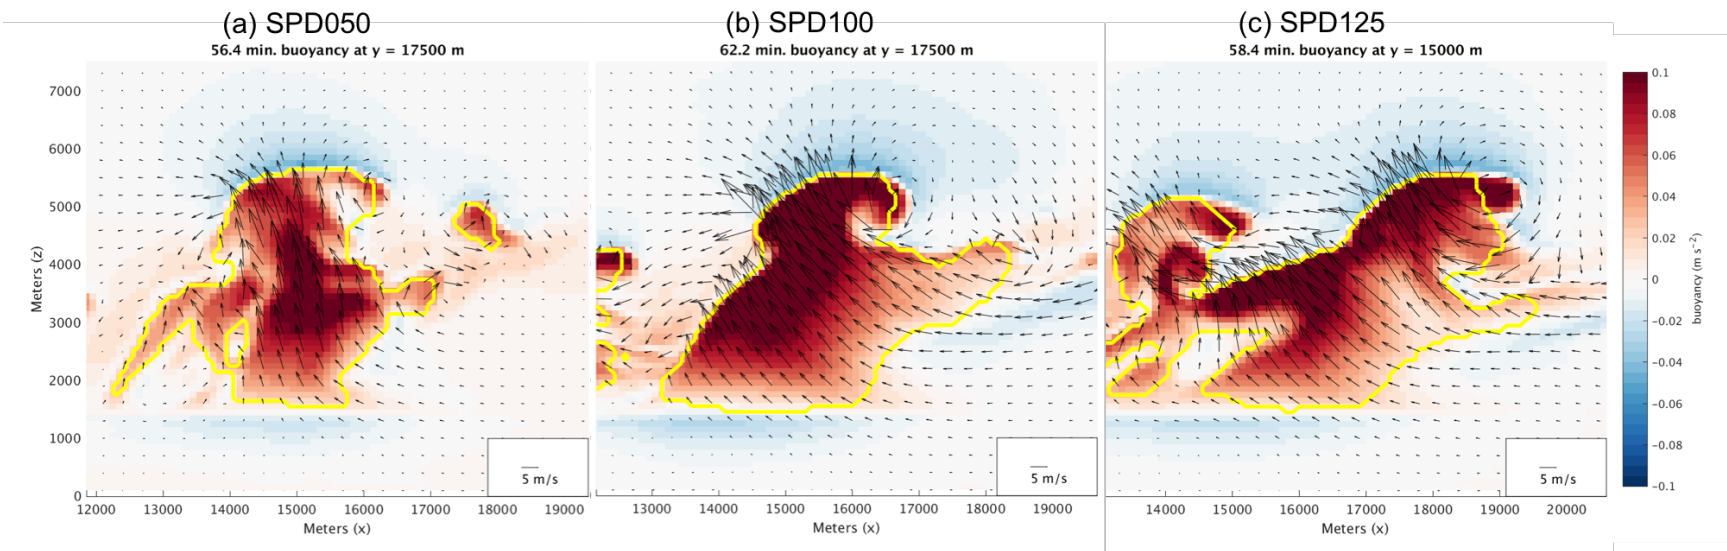 (a) SPD050
56.4 min. buoyancy at y = 17500 m
(b) SPD100
62.2 min. buoyancy at y = 17500 m
(c) SPD125
58.4 min. buoyancy at y = 15000 m
Meters (z)
7000
6000
5000
4000
3000
2000
1000
0
5 m/s
5 m/s
5 m/s
12000 13000 14000 15000 16000 17000 18000 19000
Meters (x)
13000 14000 15000 16000 17000 18000 19000
Meters (x)
14000 15000 16000 17000 18000 19000 20000
Meters (x)
0.1
0.08
0.06
0.04
0.02
0
−0.02
−0.04
−0.06
−0.08
−0.1
buoyancy (m s⁻²)